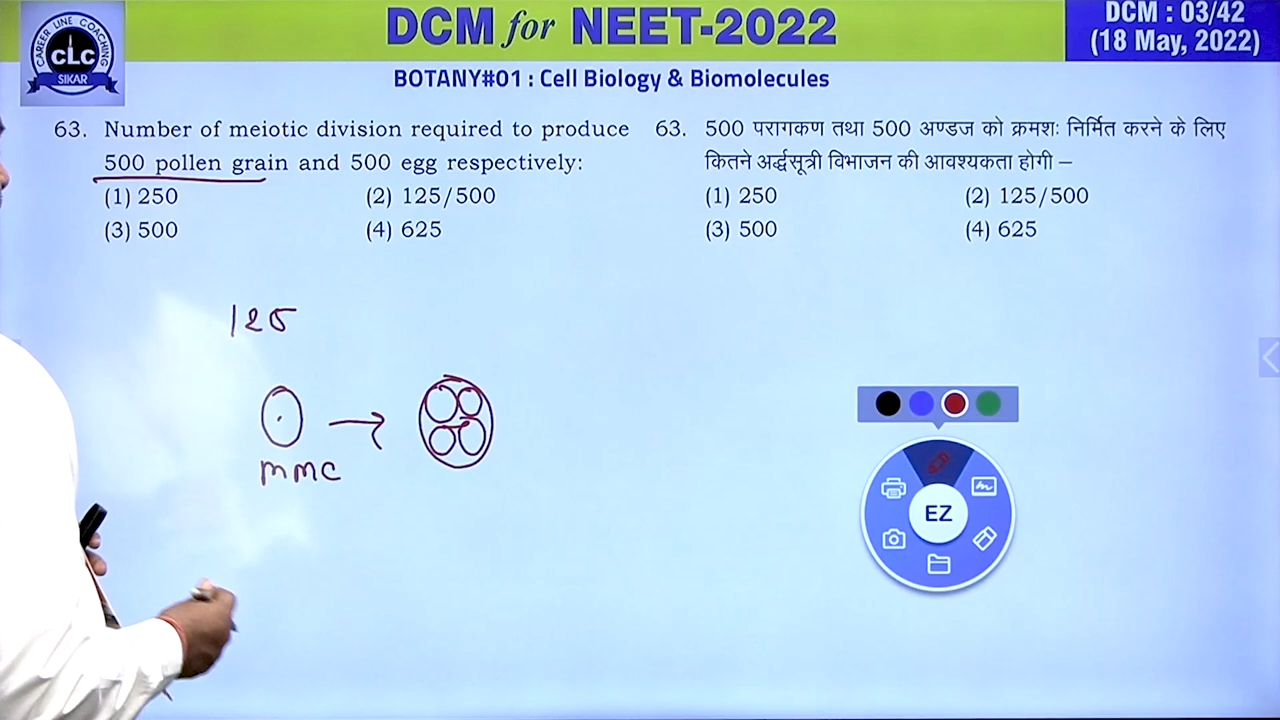 DCM for NEET-2022
DCM : 03/42
(18 May, 2022)
CAREER LINE COACHING
CLC
SIKAR
BOTANY#01 : Cell Biology & Biomolecules
63. Number of meiotic division required to produce
500 pollen grain and 500 egg respectively:
(1) 250 (2) 125/500
(3) 500 (4) 625
63. 500 परागकण तथा 500 अण्डज को क्रमशः निर्मित करने के लिए
कितने अर्द्धसूत्री विभाजन की आवश्यकता होगी –
(1) 250 (2) 125/500
(3) 500 (4) 625
125
MMC
EZ